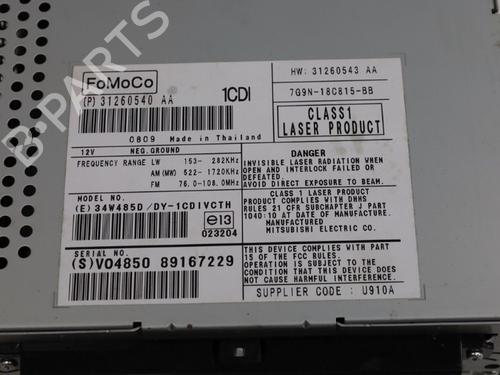 B-PARTS
FoMoCo
(P) 31260540 AA
1CDI
HW: 31260543 AA
7G9N-18C815-BB
CLASS1
LASER PRODUCT
0809 Made in Thailand
12V NEG.GROUND
FREQUENCY RANGE LW 153- 282KHz
AM (MW) 522- 1720KHz
FM 76.0-108.0MHz
MODEL NO.
(E) 34W485D /DY-1CDIVCTH
e13
023204
SERIAL NO.
(S)V04850 89167229
DANGER
INVISIBLE LASER RADIATION WHEN
OPEN AND INTERLOCK FAILED OR
DEFEATED.
AVOID DIRECT EXPOSURE TO BEAM.
CLASS 1 LASER PRODUCT
PRODUCT COMPLIES WITH DHHS
RULES 21 CFR SUBCHAPTER J PART
1040:10 AT DATE OF MANUFACTURE.
MANUFACTURED
MITSUBISHI ELECTRIC CO.
THIS DEVICE COMPLIES WITH PART
15 OF THE FCC RULES.
OPERATION IS SUBJECT TO THE
CONDITION THAT THIS DEVICE DOES
NOT CAUSE HARMFUL INTERFERENCE.
SUPPLIER CODE : U910A